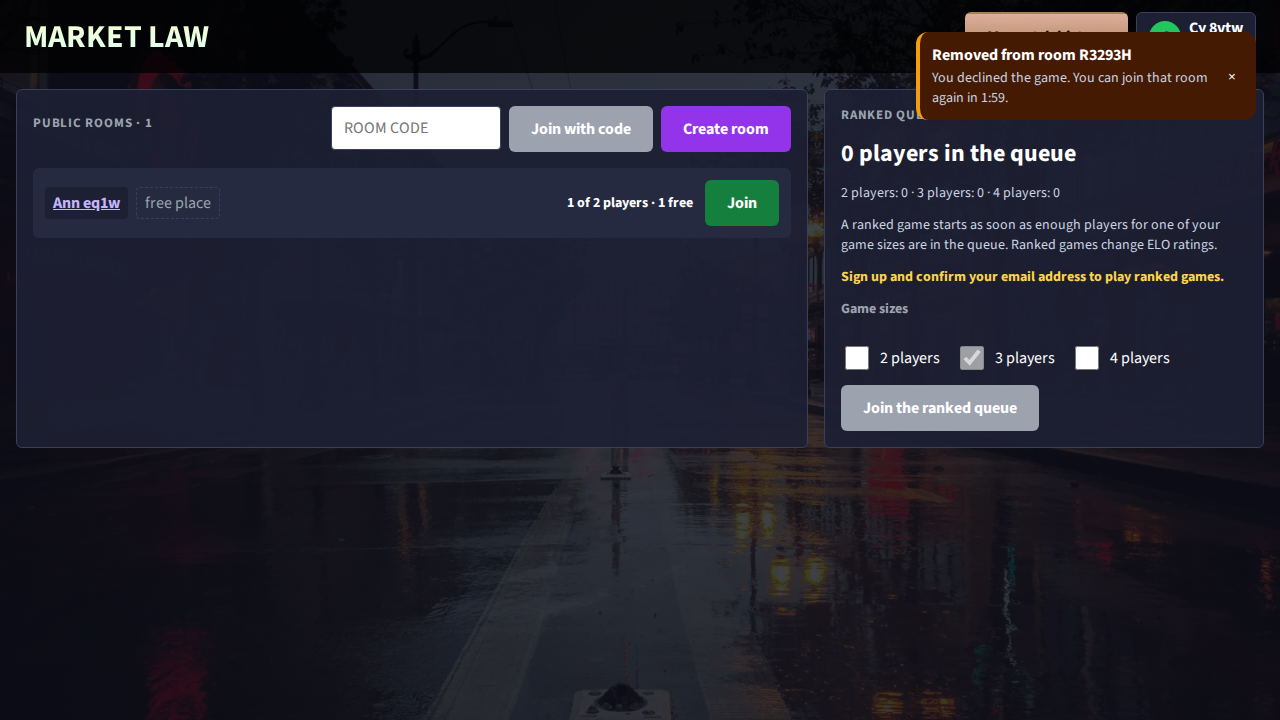 MARKET LAW
Cy 8vtw
Removed from room R3293H
You declined the game. You can join that room
again in 1:59.
×
PUBLIC ROOMS · 1
ROOM CODE
Join with code
Create room
Ann eq1w
free place
1 of 2 players · 1 free
Join
RANKED
0 players in the queue
2 players: 0 · 3 players: 0 · 4 players: 0
A ranked game starts as soon as enough players for one of your
game sizes are in the queue. Ranked games change ELO ratings.
Sign up and confirm your email address to play ranked games.
Game sizes
2 players
3 players
4 players
Join the ranked queue